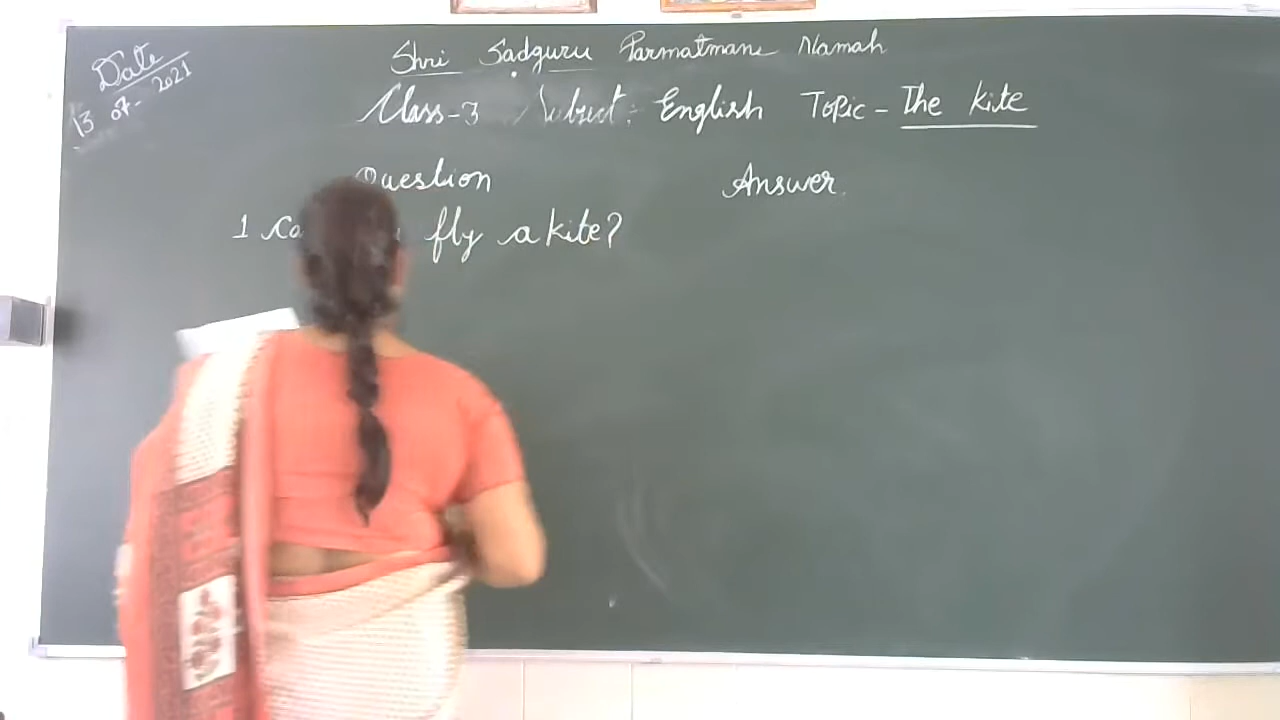 Date
13 07- 2021
Shri Sadguru Parmatmane Namah
Class-3 Subject: English Topic - The kite
Question Answer
1 fly a kite?